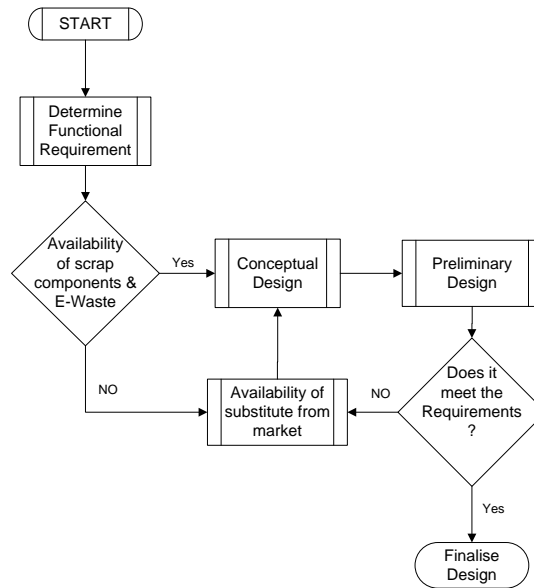 START
Determine
Functional
Requirement
Availability
of scrap
components &
E-Waste
Yes
Conceptual
Design
Preliminary
Design
NO
Availability of
substitute from
market
NO
Does it
meet the
Requirements
?
Yes
Finalise
Design